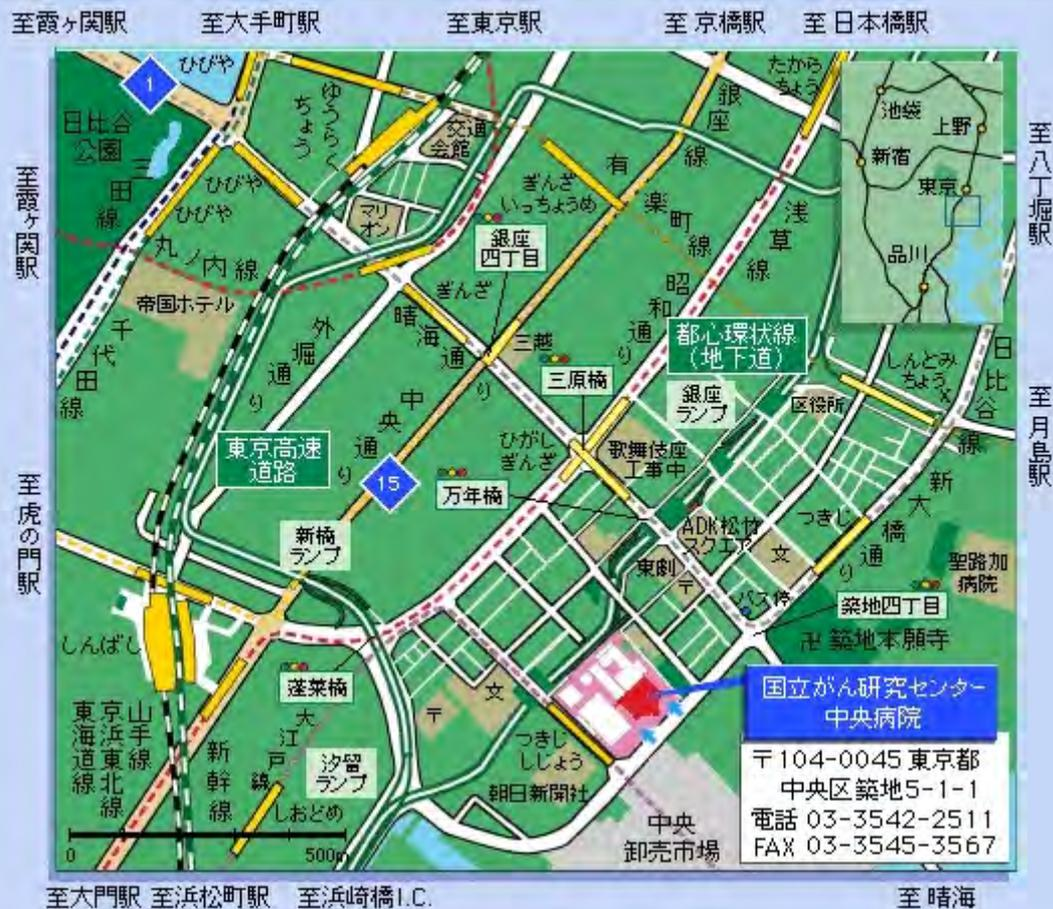 至霞ヶ関駅
至大手町駅
至東京駅
至 京橋駅
至 日本橋駅
1
ひびや
日比谷
公園
三田線
ゆうらくちょう
交通
会館
銀座線
たから
ちょう
池袋
上野
新宿
東京
品川
至霞ヶ関駅
至八丁堀駅
ひびや
ひびや
マリ
オン
ぎんざ
いっちょうめ
有楽町線
浅草線
銀座
四丁目
丸ノ内線
帝国ホテル
ぎんざ
昭和通り
千代田線
外堀通り
晴海通り
三越
三原橋
都心環状線
(地下道)
銀座
ランプ
区役所
しんとみ
ちょう
日比谷線
至月島駅
中央通り
東京高速
道路
15
ひがし
ぎんざ
歌舞伎座
工事中
万年橋
至虎の門駅
新橋
ランプ
ADK松竹
スクエア
文
つきじ
新大橋通り
聖路加
病院
東劇
〒
バス停
築地四丁目
卍 築地本願寺
しんばし
蓬莱橋
文
〒
国立がん研究センター
中央病院
山手線
京浜東北線
東海道線
新幹線
大江戸線
汐留
ランプ
つきじ
しじょう
しおどめ
朝日新聞社
中央
卸売市場
〒104-0045 東京都
中央区築地5-1-1
電話 03-3542-2511
FAX 03-3545-3567
0
500m
至大門駅
至浜松町駅
至浜崎橋I.C.
至 晴海